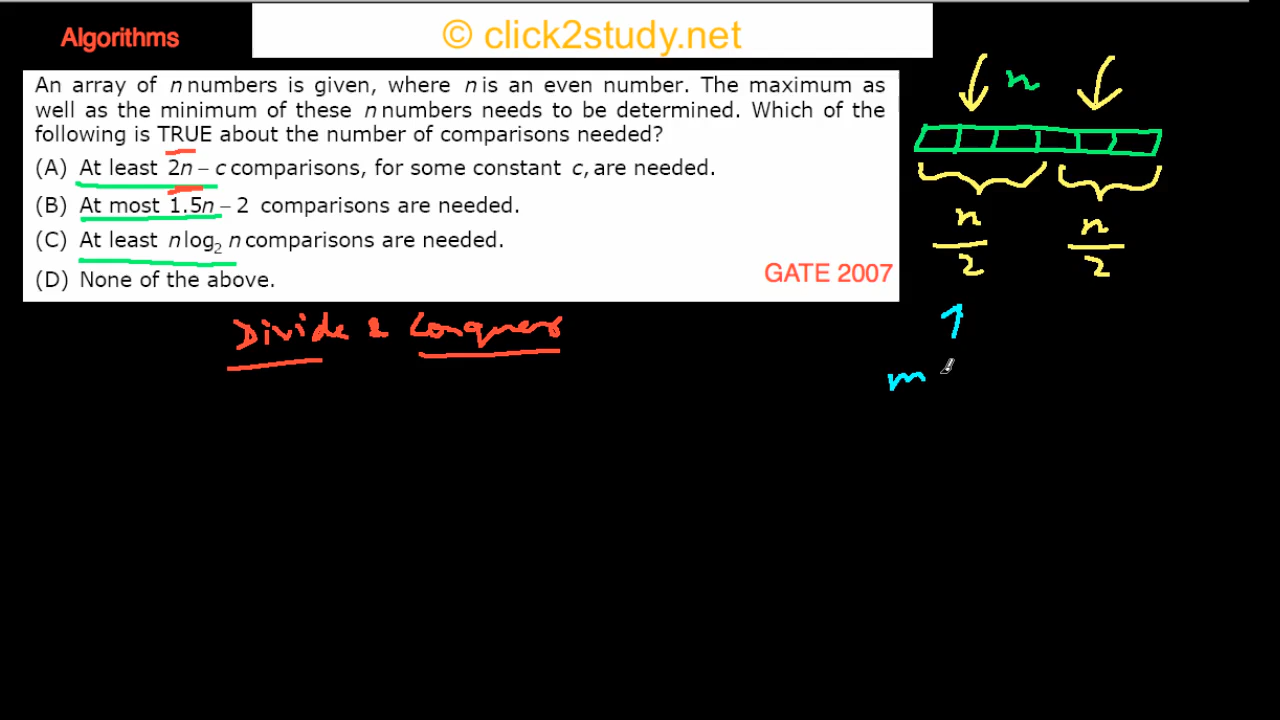 © click2study.net
Algorithms
An array of n numbers is given, where n is an even number. The maximum as
well as the minimum of these n numbers needs to be determined. Which of the
following is TRUE about the number of comparisons needed?
(A) At least 2n – c comparisons, for some constant c, are needed.
(B) At most 1.5n – 2 comparisons are needed.
(C) At least n log₂ n comparisons are needed.
(D) None of the above.
GATE 2007
n
n/2 n/2
Divide & Conquer
m